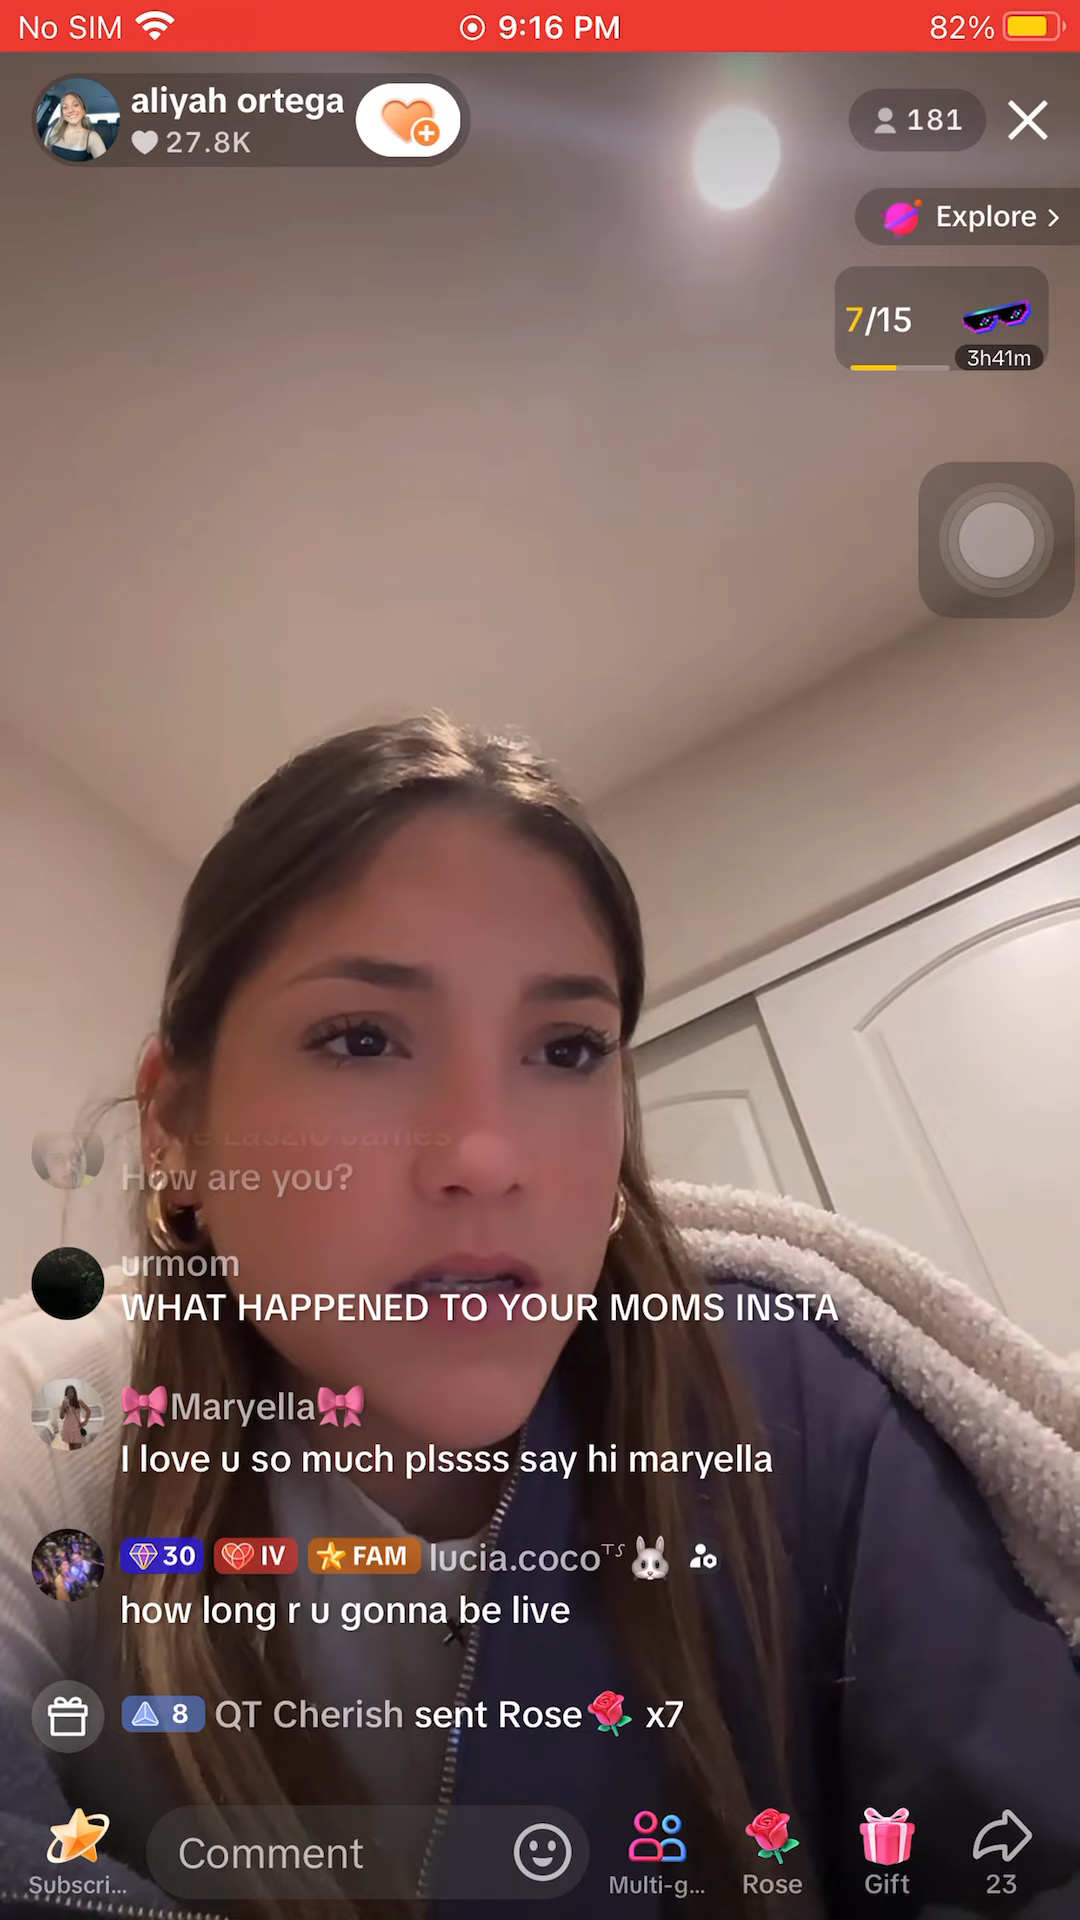 No SIM 9:16 PM 82%
aliyah ortega
27.8K
181
Explore >
7/15
3h41m
How are you?
urmom
WHAT HAPPENED TO YOUR MOMS INSTA
🎀Maryella🎀
I love u so much plssss say hi maryella
30 IV FAM lucia.cocoᵀˢ🐰
how long r u gonna be live
8 QT Cherish sent Rose🌹 x7
Comment
Subscri... Multi-g... Rose Gift 23